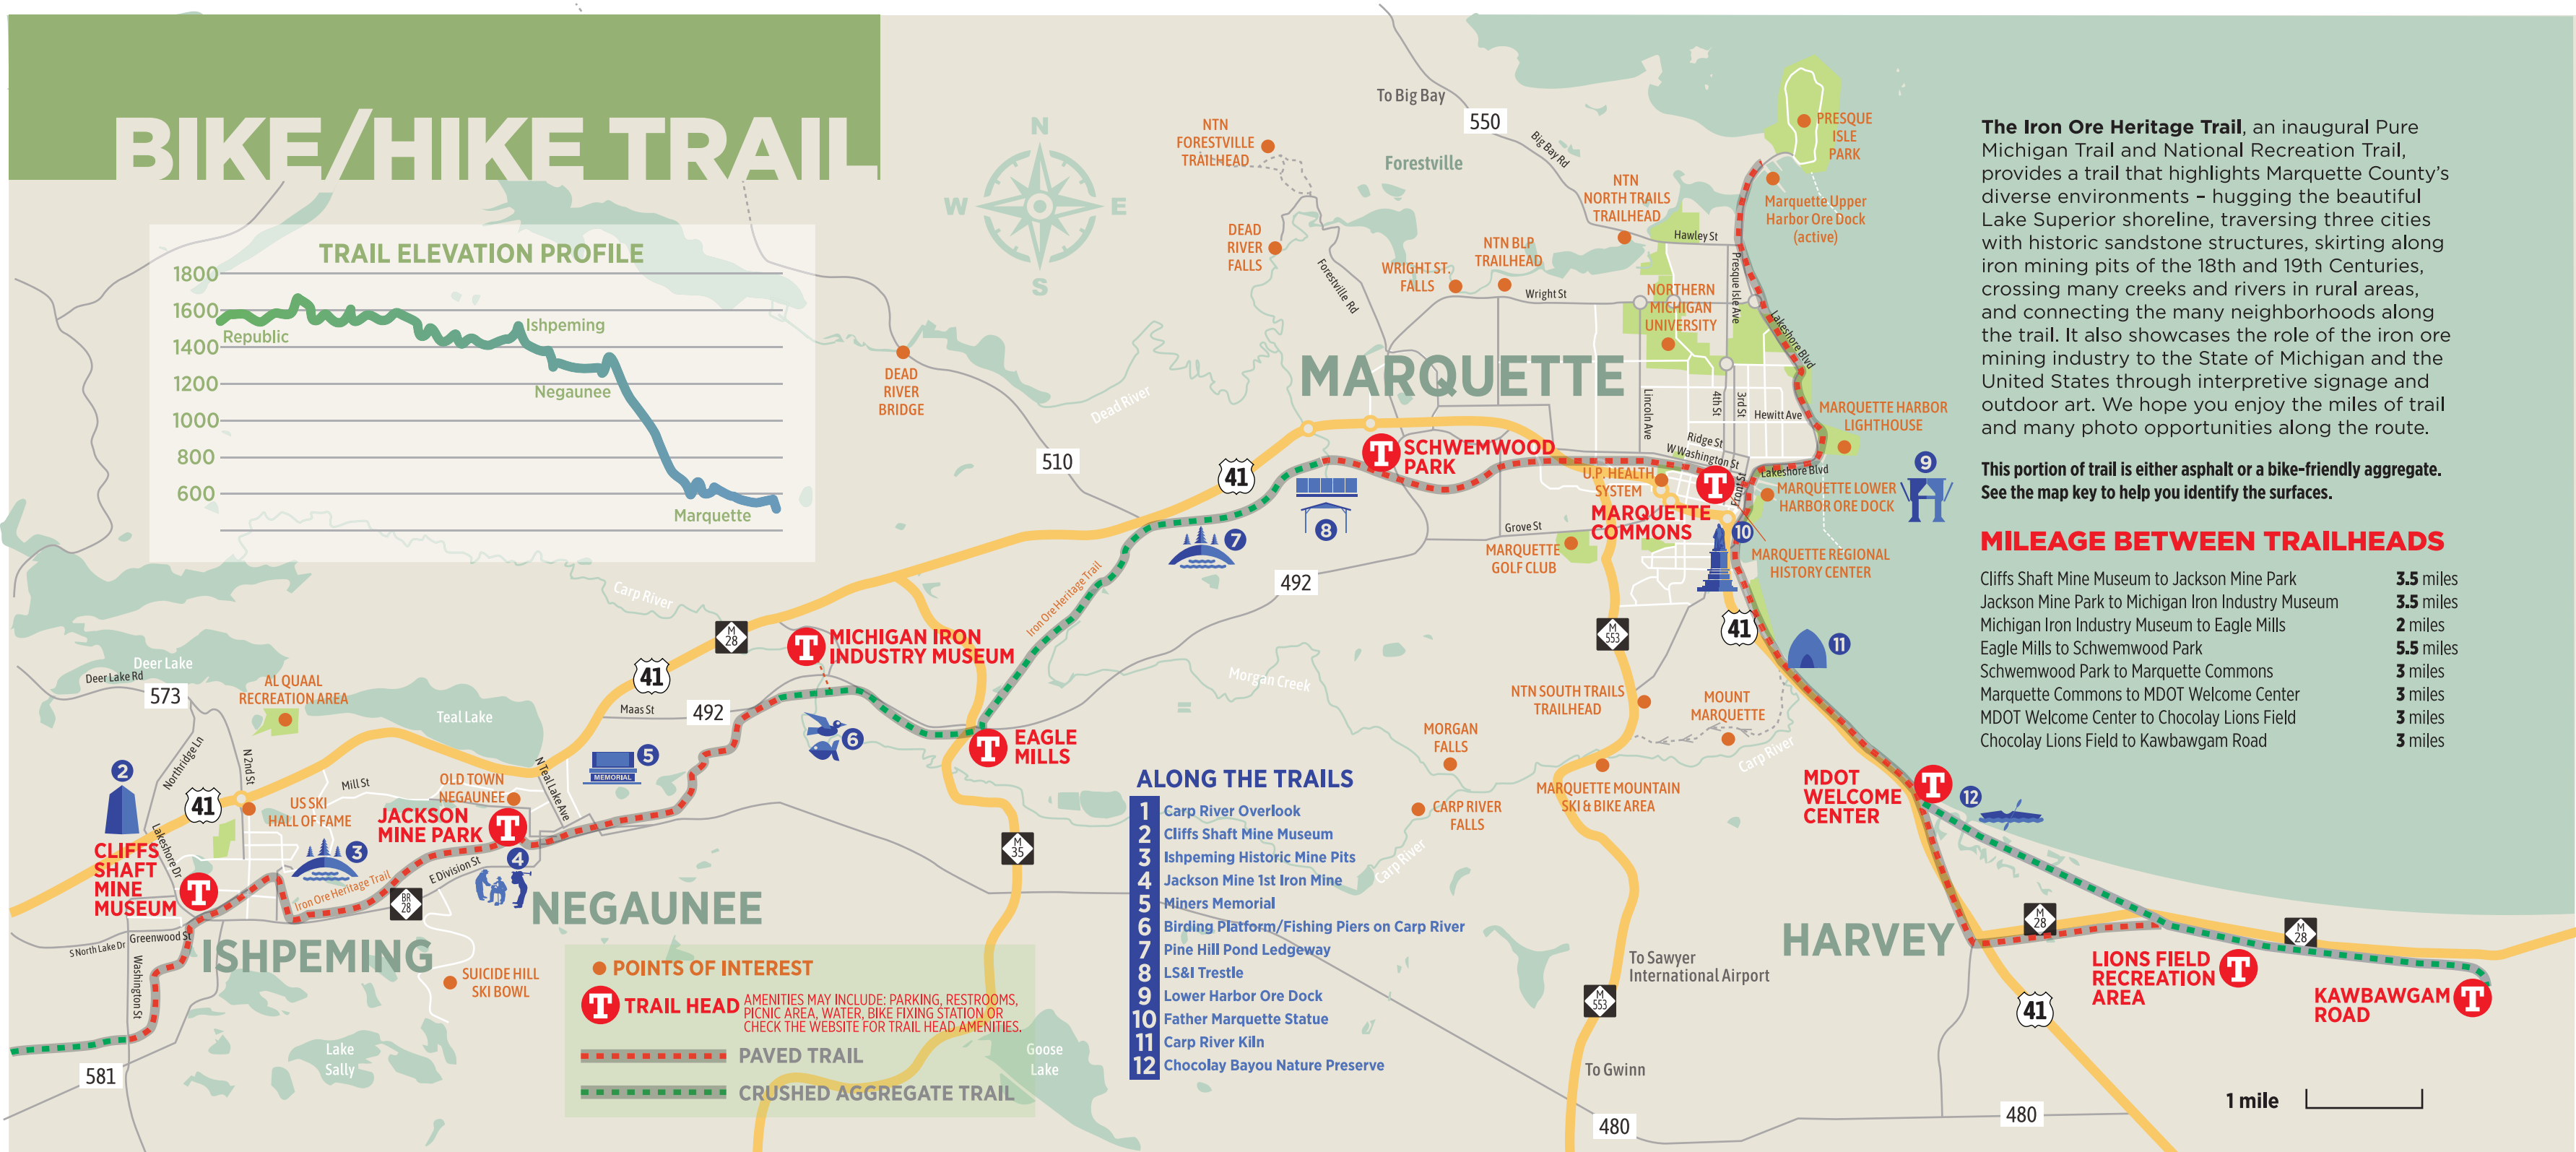 BIKE/HIKE TRAIL
TRAIL ELEVATION PROFILE
1800
1600
1400
1200
1000
800
600
Republic
Ishpeming
Negaunee
Marquette
N
W
E
S
To Big Bay
550
Big Bay Rd
NTN
FORESTVILLE
TRAILHEAD
Forestville
DEAD
RIVER
FALLS
Forestville Rd
WRIGHT ST.
FALLS
NTN BLP
TRAILHEAD
Wright St
NTN
NORTH TRAILS
TRAILHEAD
Hawley St
PRESQUE
ISLE
PARK
Marquette Upper
Harbor Ore Dock
(active)
NORTHERN
MICHIGAN
UNIVERSITY
Presque Isle Ave
Lakeshore Blvd
DEAD
RIVER
BRIDGE
Dead River
510
MARQUETTE
Lincoln Ave
4th St
3rd St
Hewitt Ave
Ridge St
W Washington St
Lakeshore Blvd
Front St
MARQUETTE HARBOR
LIGHTHOUSE
9
41
T
SCHWEMWOOD
PARK
U.P. HEALTH
SYSTEM
T
MARQUETTE
COMMONS
MARQUETTE LOWER
HARBOR ORE DOCK
10
MARQUETTE REGIONAL
HISTORY CENTER
Grove St
MARQUETTE
GOLF CLUB
7
8
492
Iron Ore Heritage Trail
Carp River
M
28
41
T
MICHIGAN IRON
INDUSTRY MUSEUM
Morgan Creek
M
553
41
11
Deer Lake
Deer Lake Rd
573
AL QUAAL
RECREATION AREA
Teal Lake
Maas St
492
6
T
EAGLE
MILLS
NTN SOUTH TRAILS
TRAILHEAD
MOUNT
MARQUETTE
MORGAN
FALLS
Carp River
MARQUETTE MOUNTAIN
SKI & BIKE AREA
CARP RIVER
FALLS
Carp River
2
Northridge Ln
N 2nd St
41
US SKI
HALL OF FAME
Mill St
OLD TOWN
NEGAUNEE
N Teal Lake Ave
5
MEMORIAL
JACKSON
MINE PARK
T
Lakeshore Dr
CLIFFS
SHAFT
MINE
MUSEUM
T
3
Iron Ore Heritage Trail
BR
28
E Division St
4
NEGAUNEE
M
35
S North Lake Dr
Greenwood St
Washington St
ISHPEMING
SUICIDE HILL
SKI BOWL
Lake
Sally
581
POINTS OF INTEREST
T
TRAIL HEAD
AMENITIES MAY INCLUDE: PARKING, RESTROOMS,
PICNIC AREA, WATER, BIKE FIXING STATION OR
CHECK THE WEBSITE FOR TRAIL HEAD AMENITIES.
PAVED TRAIL
CRUSHED AGGREGATE TRAIL
Goose
Lake
ALONG THE TRAILS
1 Carp River Overlook
2 Cliffs Shaft Mine Museum
3 Ishpeming Historic Mine Pits
4 Jackson Mine 1st Iron Mine
5 Miners Memorial
6 Birding Platform/Fishing Piers on Carp River
7 Pine Hill Pond Ledgeway
8 LS&I Trestle
9 Lower Harbor Ore Dock
10 Father Marquette Statue
11 Carp River Kiln
12 Chocolay Bayou Nature Preserve
To Sawyer
International Airport
M
553
To Gwinn
480
480
MDOT
WELCOME
CENTER
T
12
HARVEY
M
28
M
28
41
LIONS FIELD
RECREATION
AREA
T
KAWBAWGAM
ROAD
T
1 mile
The Iron Ore Heritage Trail, an inaugural Pure
Michigan Trail and National Recreation Trail,
provides a trail that highlights Marquette County's
diverse environments – hugging the beautiful
Lake Superior shoreline, traversing three cities
with historic sandstone structures, skirting along
iron mining pits of the 18th and 19th Centuries,
crossing many creeks and rivers in rural areas,
and connecting the many neighborhoods along
the trail. It also showcases the role of the iron ore
mining industry to the State of Michigan and the
United States through interpretive signage and
outdoor art. We hope you enjoy the miles of trail
and many photo opportunities along the route.
This portion of trail is either asphalt or a bike-friendly aggregate.
See the map key to help you identify the surfaces.
MILEAGE BETWEEN TRAILHEADS
Cliffs Shaft Mine Museum to Jackson Mine Park 3.5 miles
Jackson Mine Park to Michigan Iron Industry Museum 3.5 miles
Michigan Iron Industry Museum to Eagle Mills 2 miles
Eagle Mills to Schwemwood Park 5.5 miles
Schwemwood Park to Marquette Commons 3 miles
Marquette Commons to MDOT Welcome Center 3 miles
MDOT Welcome Center to Chocolay Lions Field 3 miles
Chocolay Lions Field to Kawbawgam Road 3 miles